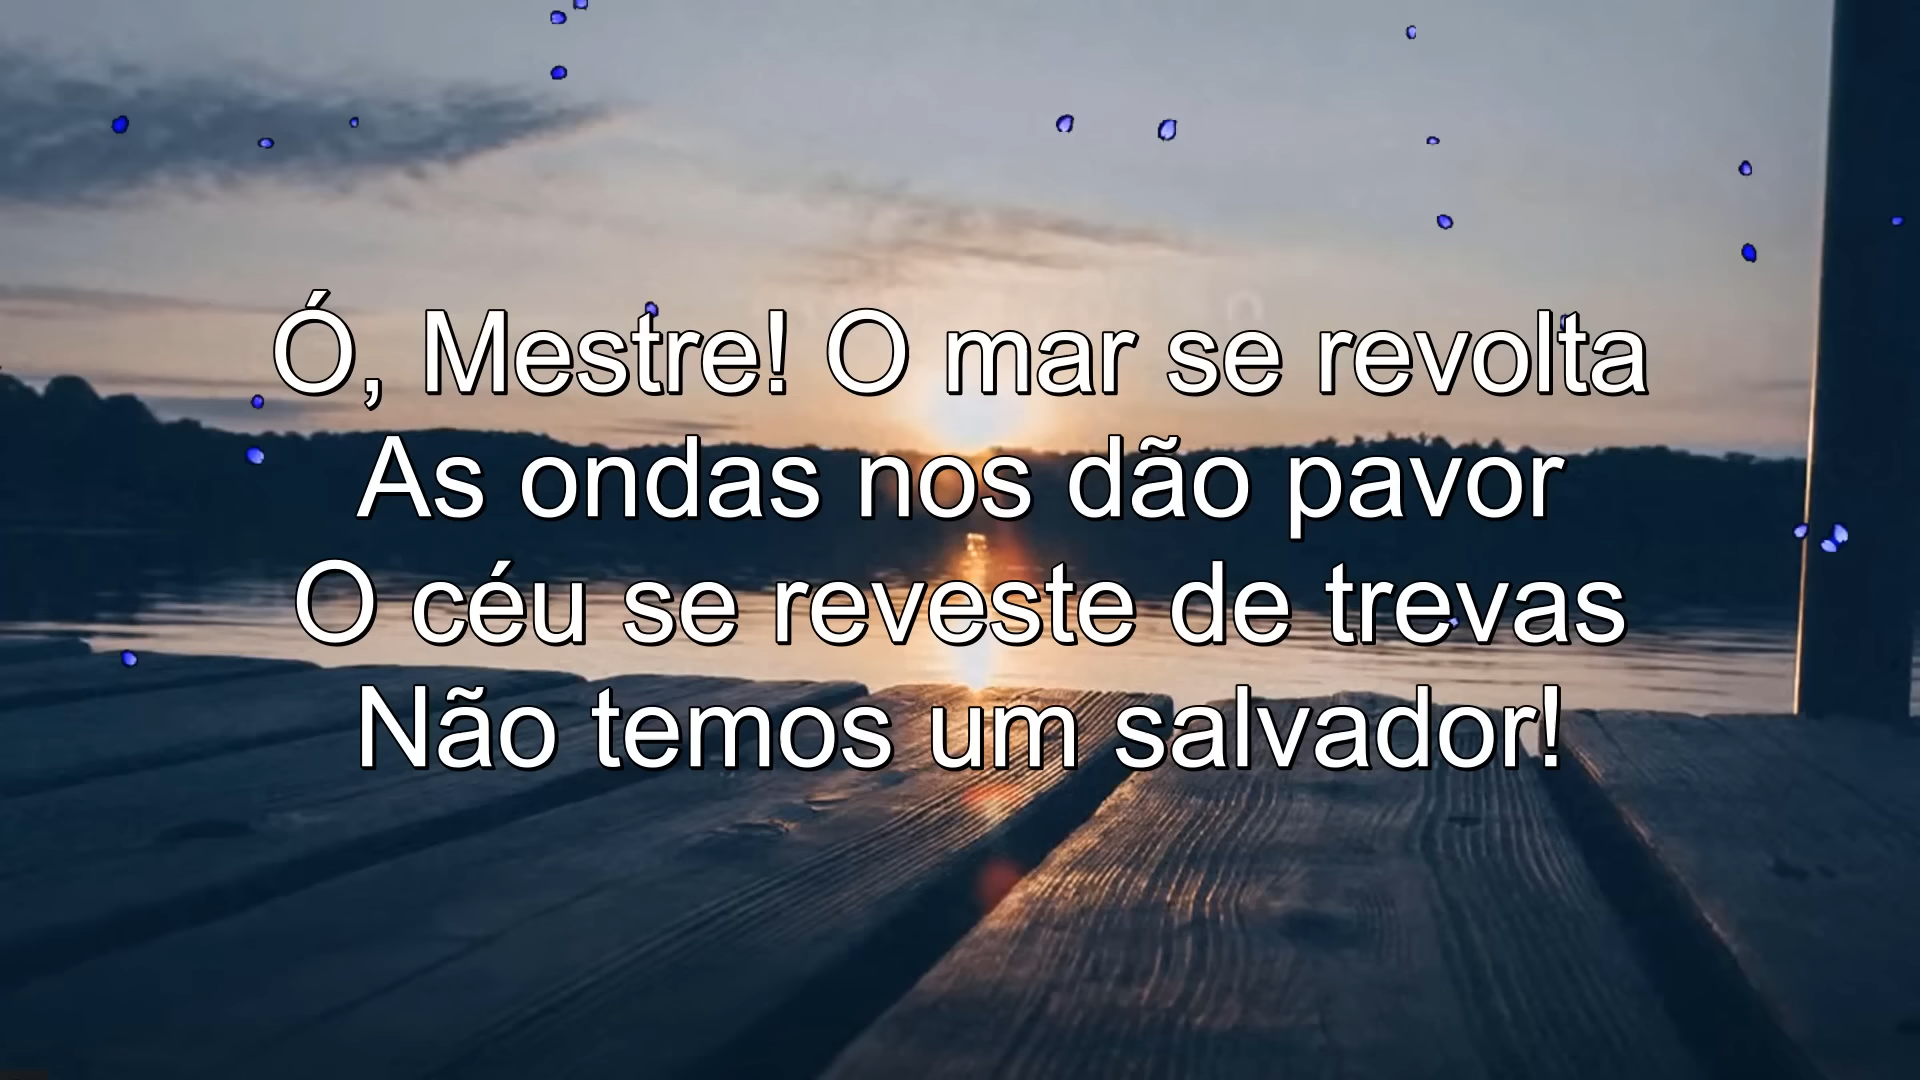 Ó, Mestre! O mar se revolta
As ondas nos dão pavor
O céu se reveste de trevas
Não temos um salvador!